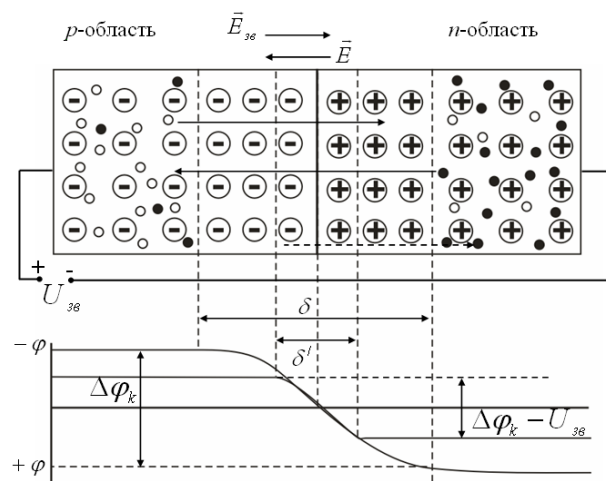 p-область
E⃗зв
n-область
E⃗
+ -
Uзв
δ
δ/
− φ
Δφk
Δφk − Uзв
+ φ